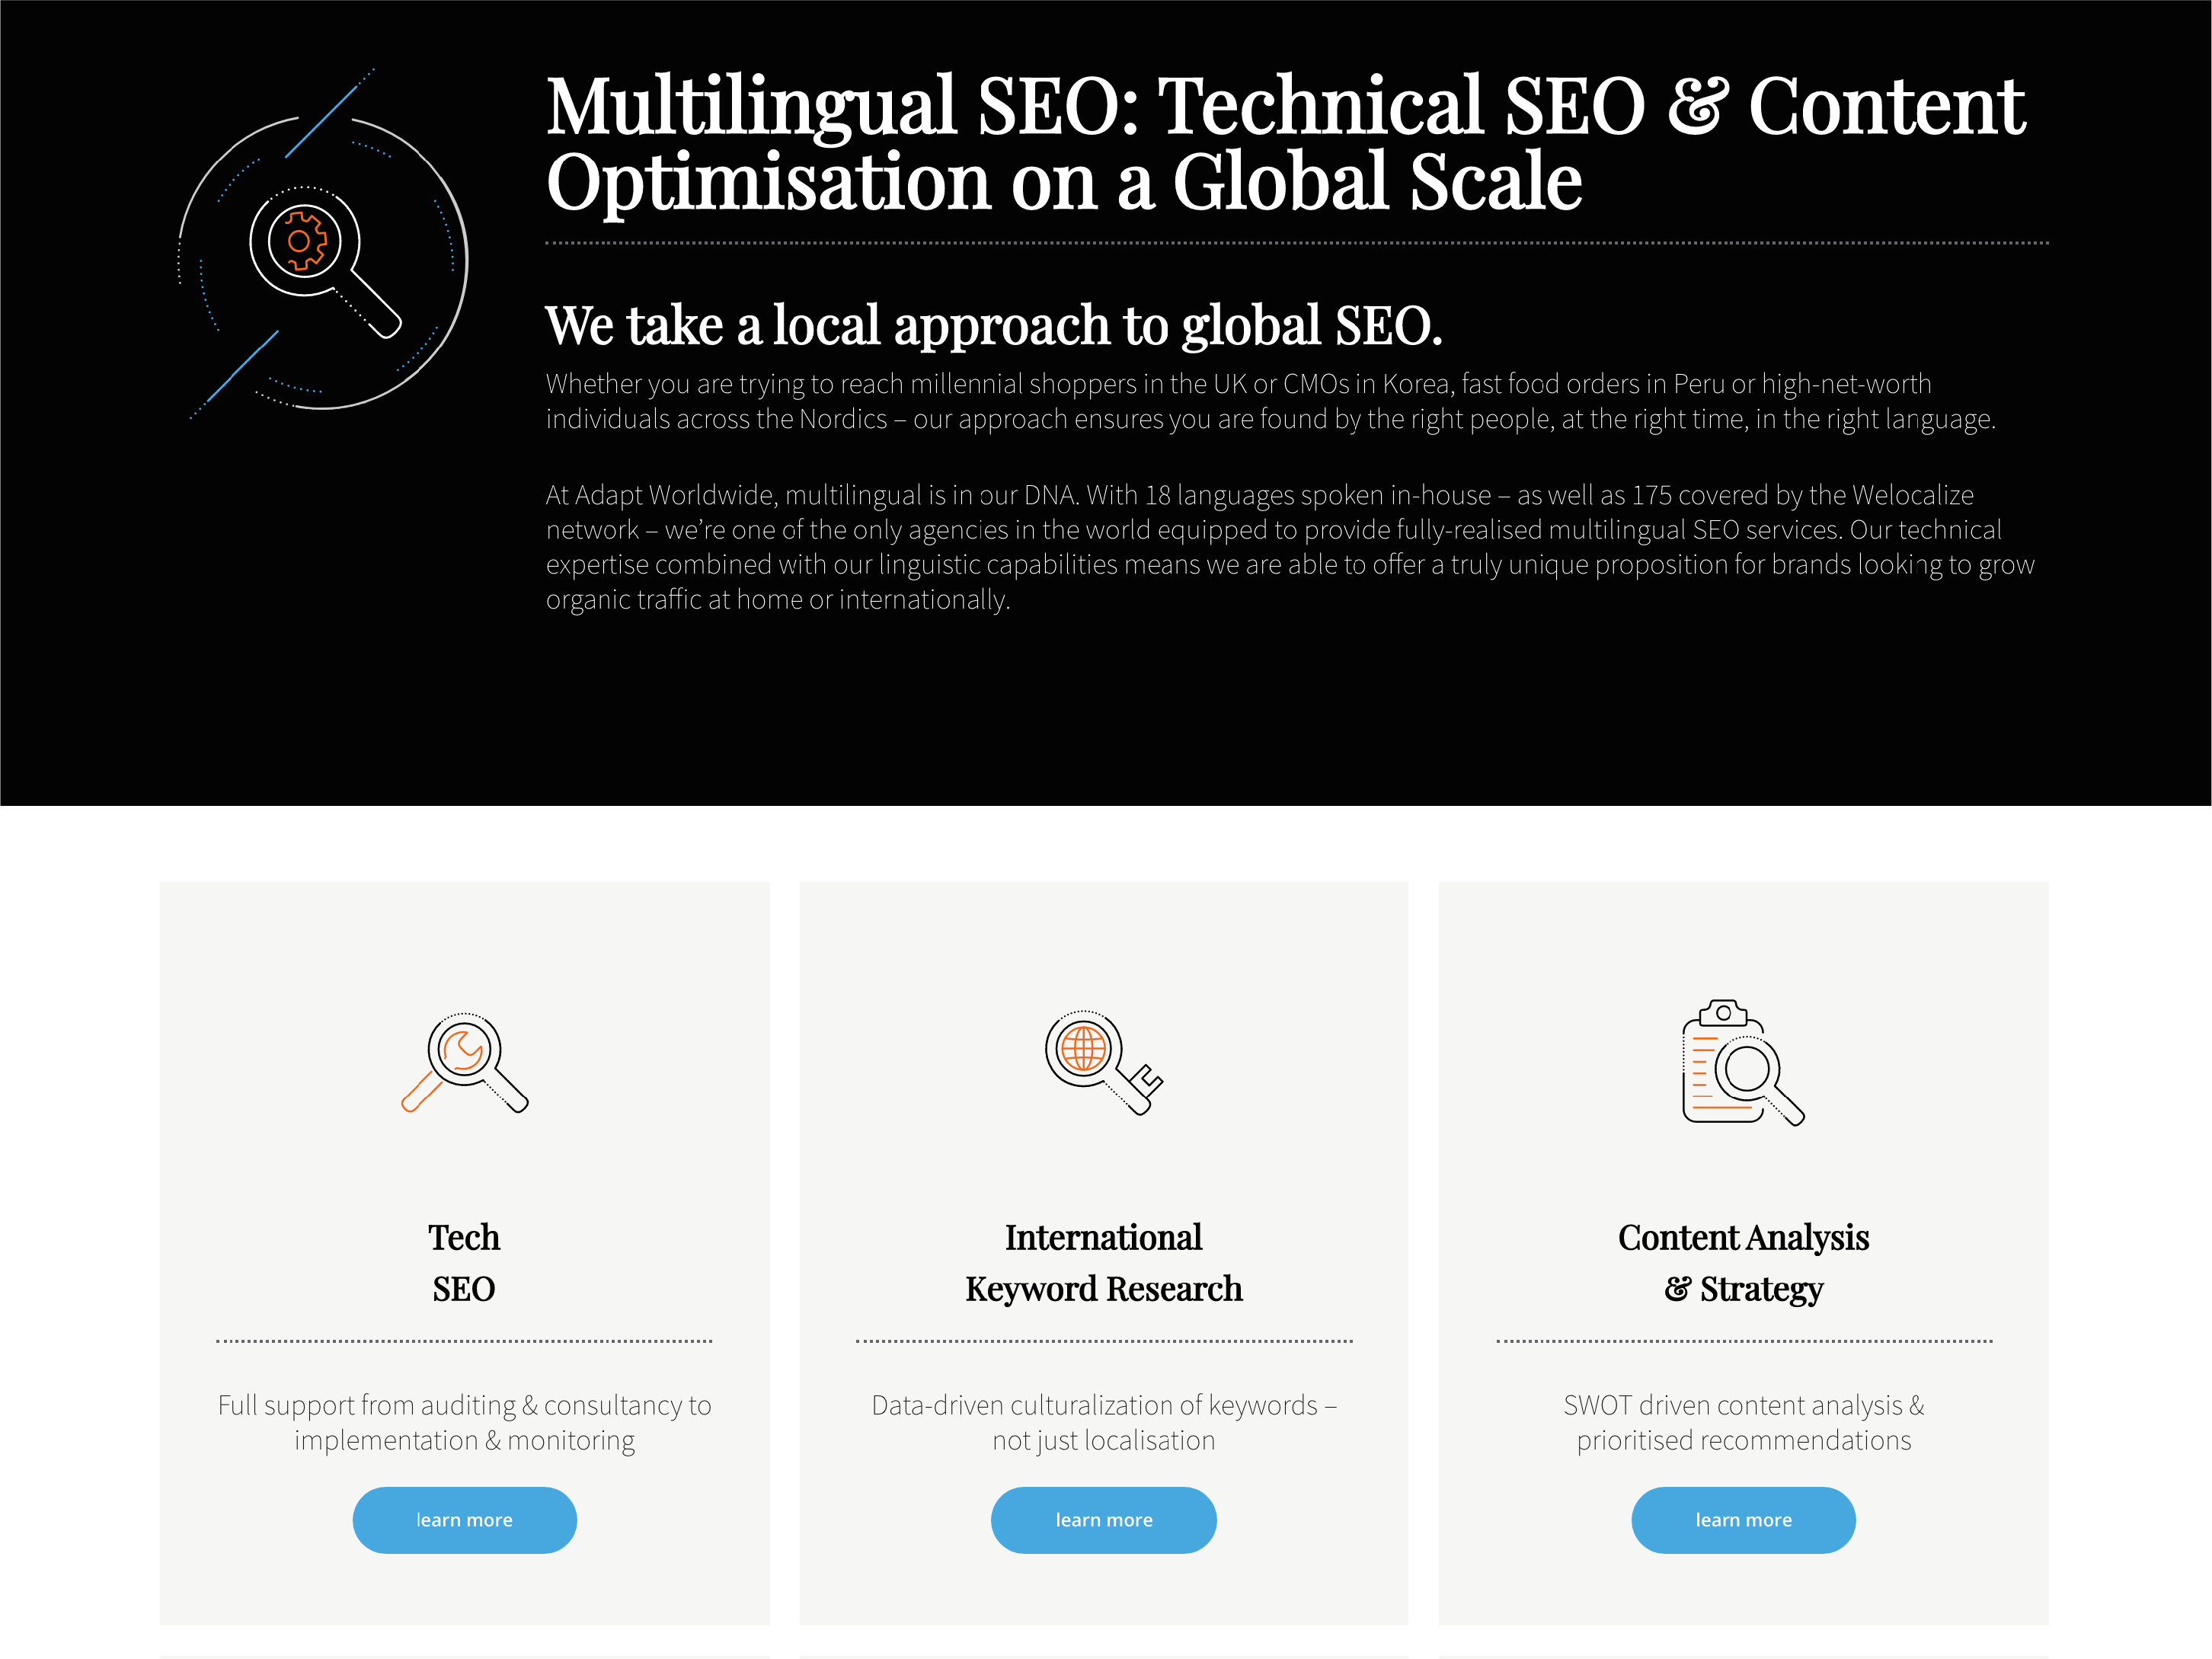 Multilingual SEO: Technical SEO & Content
Optimisation on a Global Scale
We take a local approach to global SEO.
Whether you are trying to reach millennial shoppers in the UK or CMOs in Korea, fast food orders in Peru or high-net-worth
individuals across the Nordics – our approach ensures you are found by the right people, at the right time, in the right language.
At Adapt Worldwide, multilingual is in our DNA. With 18 languages spoken in-house – as well as 175 covered by the Welocalize
network – we’re one of the only agencies in the world equipped to provide fully-realised multilingual SEO services. Our technical
expertise combined with our linguistic capabilities means we are able to offer a truly unique proposition for brands looking to grow
organic traffic at home or internationally.
Tech
SEO
Full support from auditing & consultancy to
implementation & monitoring
learn more
International
Keyword Research
Data-driven culturalization of keywords –
not just localisation
learn more
Content Analysis
& Strategy
SWOT driven content analysis &
prioritised recommendations
learn more